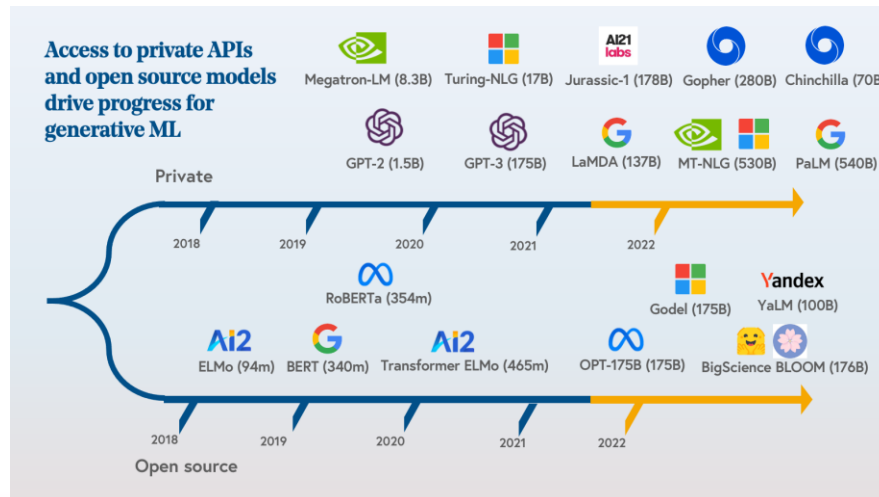 Access to private APIs
and open source models
drive progress for
generative ML
AI21
labs
Megatron-LM (8.3B)
Turing-NLG (17B)
Jurassic-1 (178B)
Gopher (280B)
Chinchilla (70B
GPT-2 (1.5B)
GPT-3 (175B)
LaMDA (137B)
MT-NLG (530B)
PaLM (540B)
Private
2018
2019
2020
2021
2022
RoBERTa (354m)
Godel (175B)
Yandex
YaLM (100B)
Ai2
ELMo (94m)
BERT (340m)
Ai2
Transformer ELMo (465m)
OPT-175B (175B)
BigScience BLOOM (176B)
2018
2019
2020
2021
2022
Open source